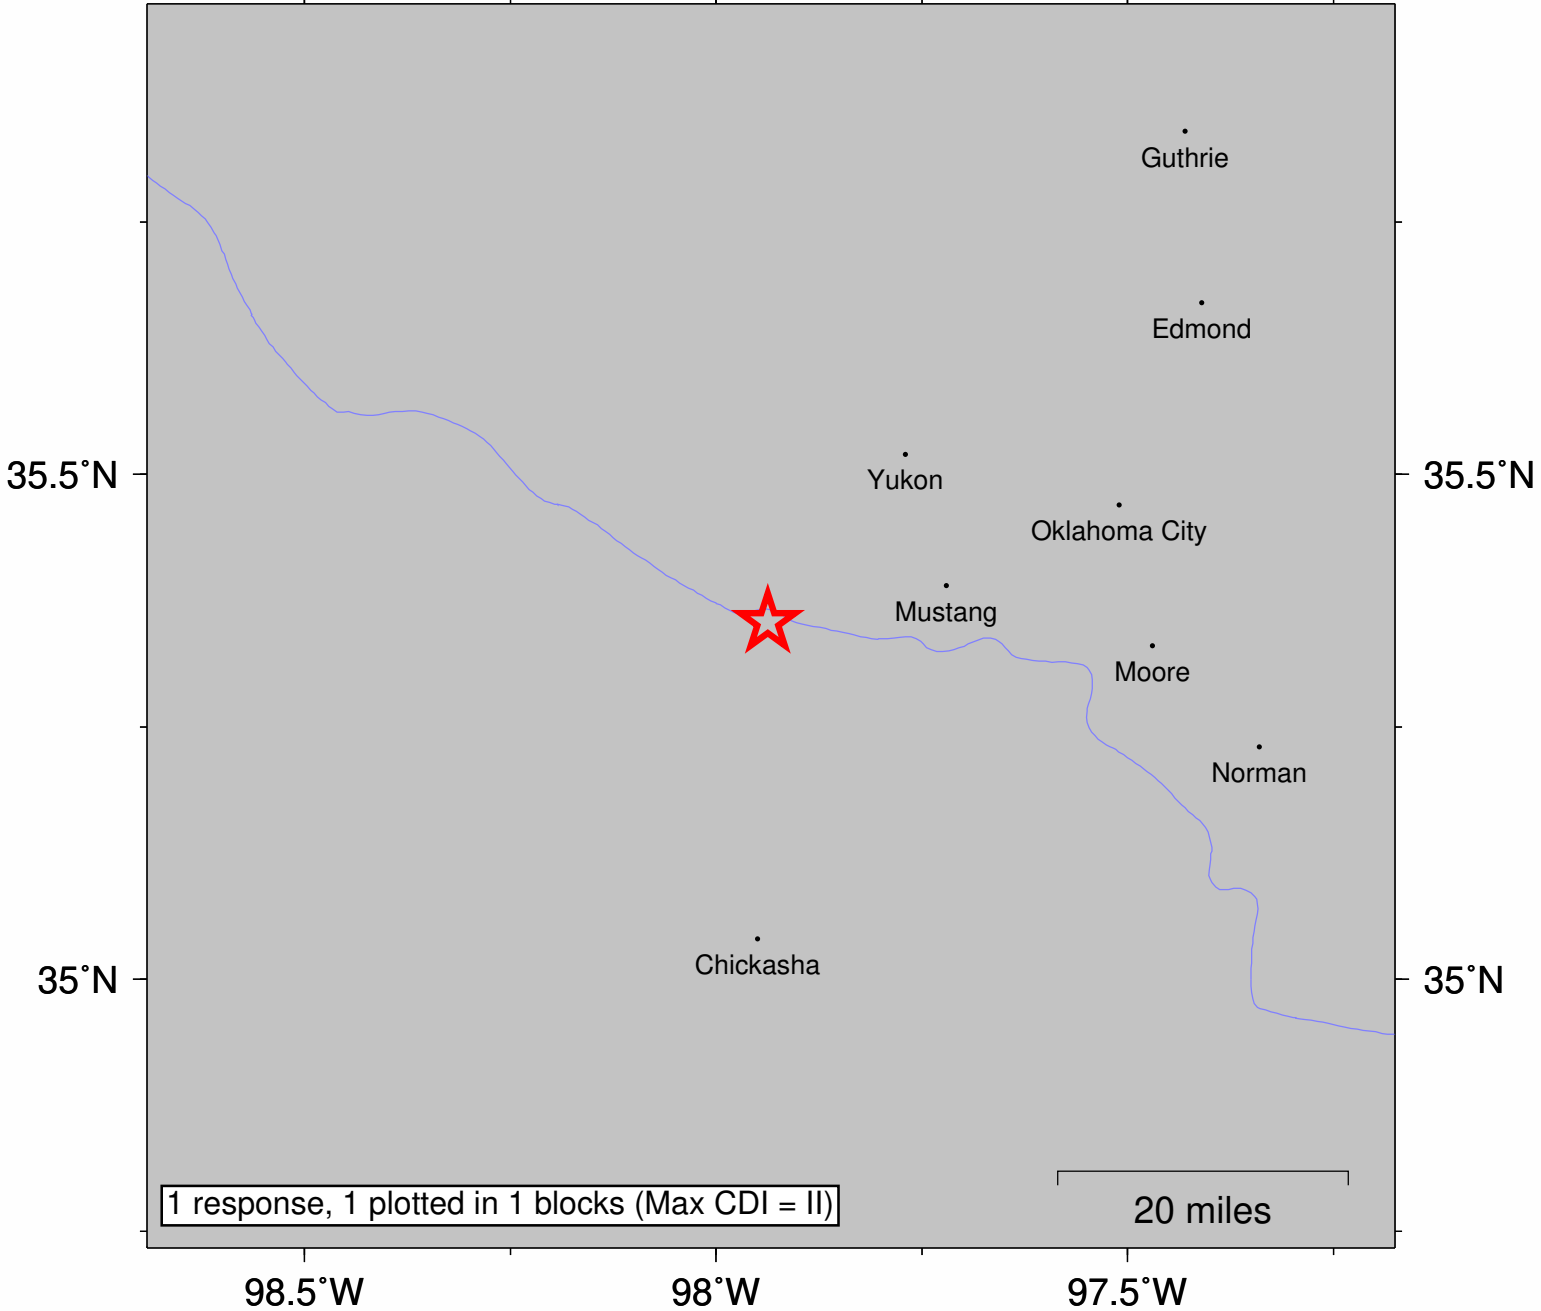 Guthrie
Edmond
35.5˚N
35.5˚N
Yukon
Oklahoma City
Mustang
Moore
Norman
Chickasha
35˚N
35˚N
1 response, 1 plotted in 1 blocks (Max CDI = II)
20 miles
98.5˚W
98˚W
97.5˚W